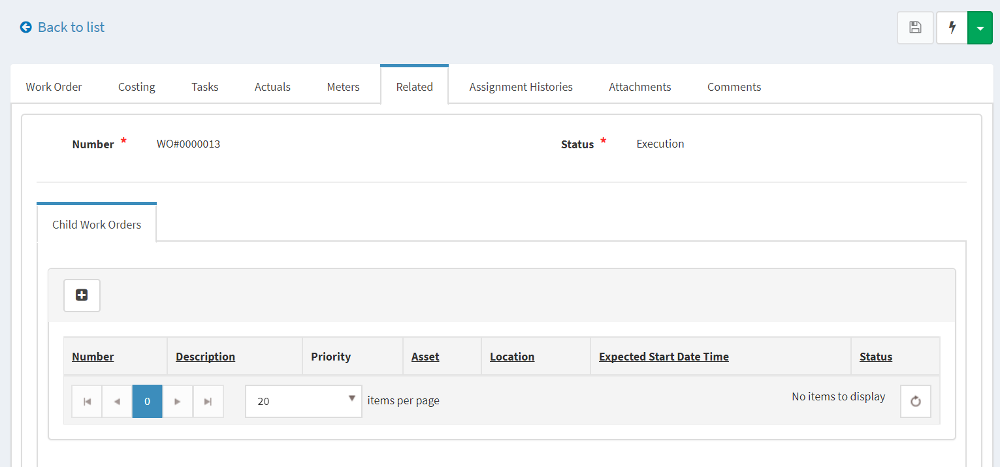 Back to list
Work Order Costing Tasks Actuals Meters Related Assignment Histories Attachments Comments
Number * WO#0000013 Status * Execution
Child Work Orders
Number Description Priority Asset Location Expected Start Date Time Status
0 20 items per page No items to display